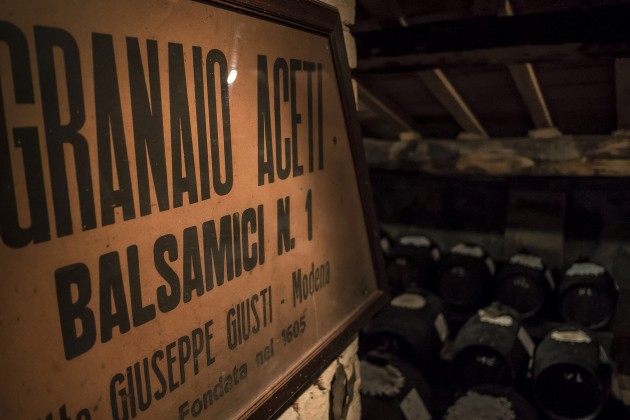 GRANAIO ACETI
BALSAMICI N. 1
GIUSEPPE GIUSTI - Modena
Fondata nel 1605